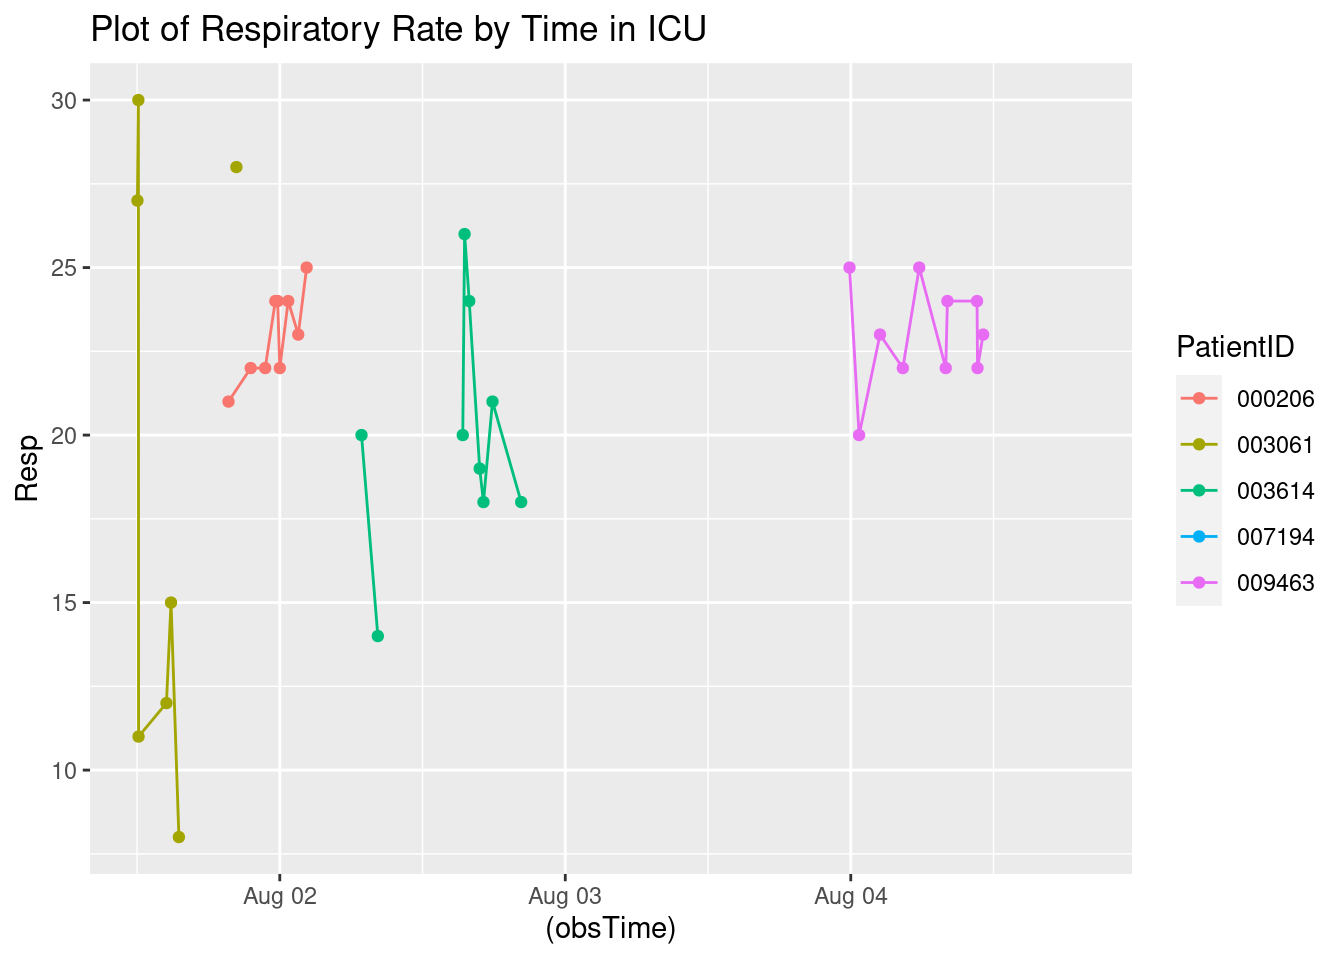 Plot of Respiratory Rate by Time in ICU
30
25
20
15
10
Resp
Aug 02
Aug 03
Aug 04
(obsTime)
PatientID
000206
003061
003614
007194
009463